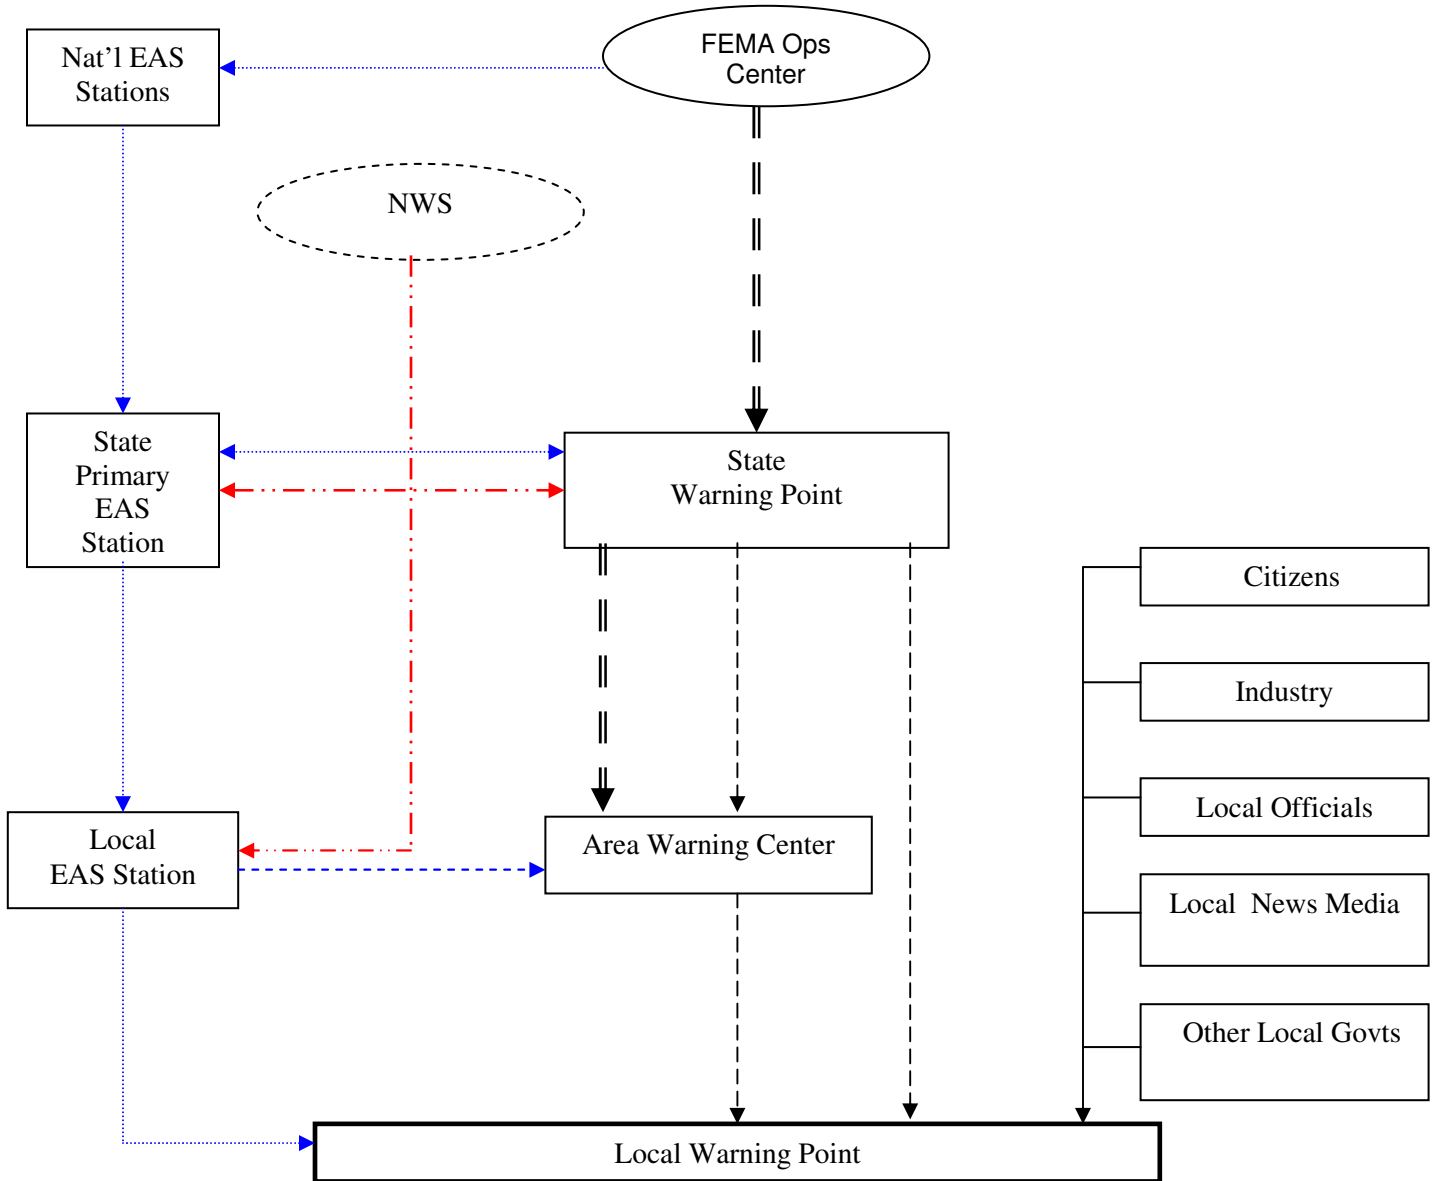 Nat’l EAS
Stations
FEMA Ops
Center
NWS
State
Primary
EAS
Station
State
Warning Point
Citizens
Industry
Local Officials
Local
EAS Station
Area Warning Center
Local  News Media
Other Local Govts
Local Warning Point